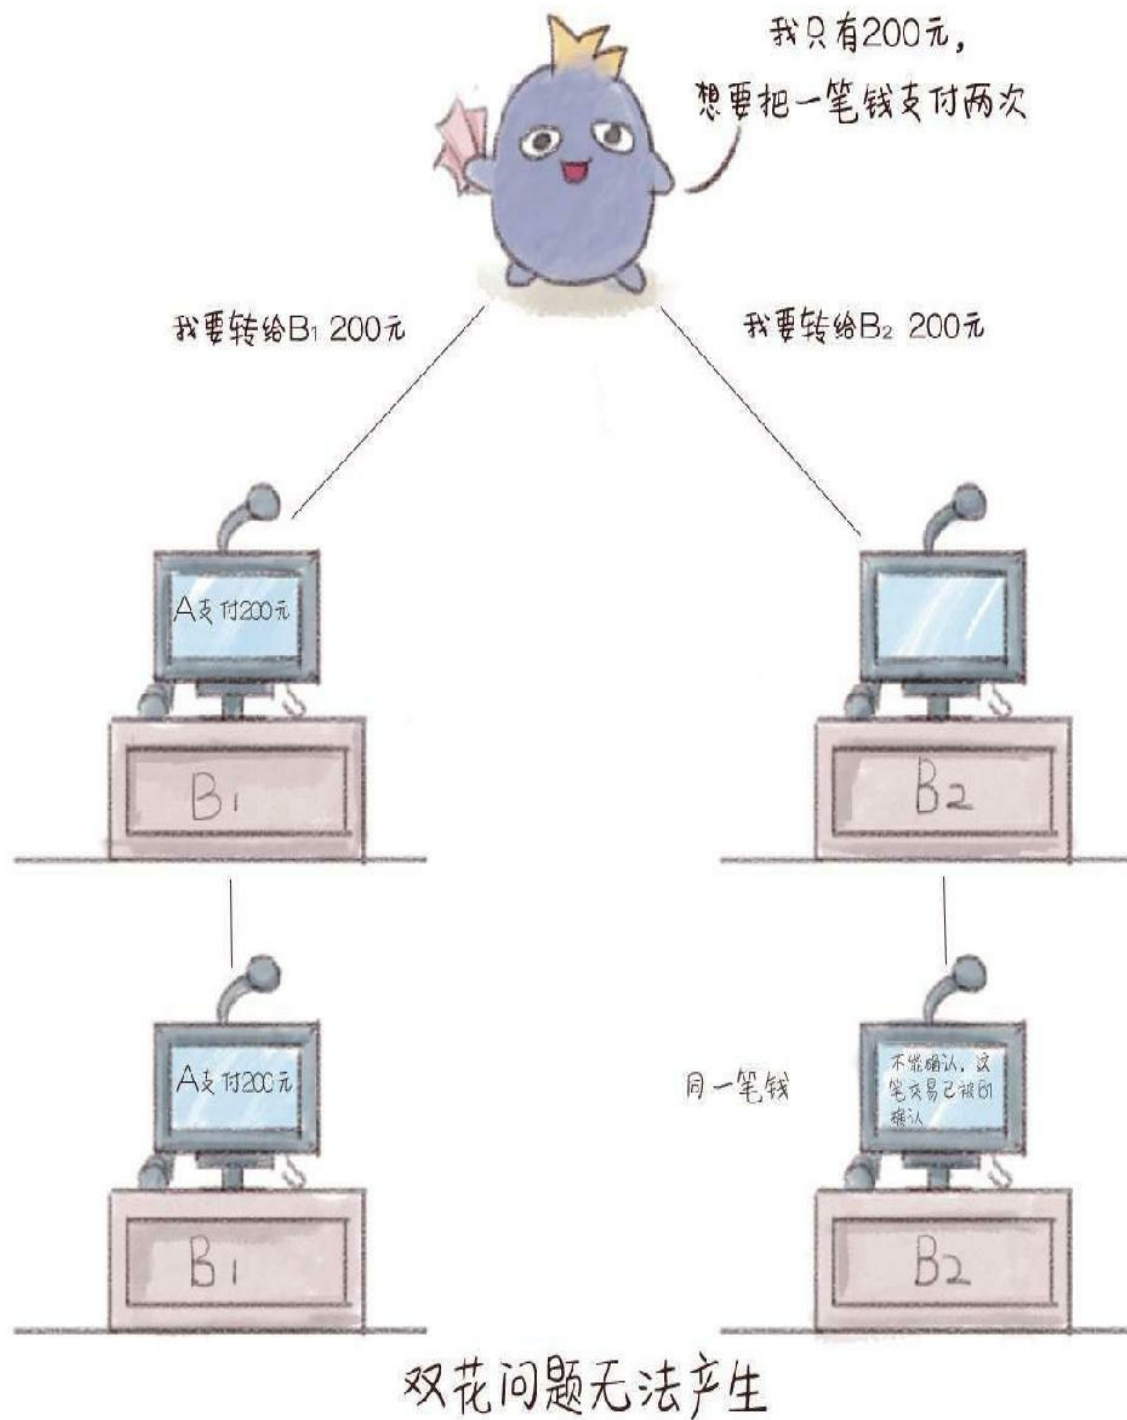 我只有200元，
想要把一笔钱支付两次
我要转给B₁ 200元
我要转给B₂ 200元
A支付200元
B1
B2
A支付200元
同一笔钱
不能确认，这
笔交易已被B1
确认
B1
B2
双花问题无法产生